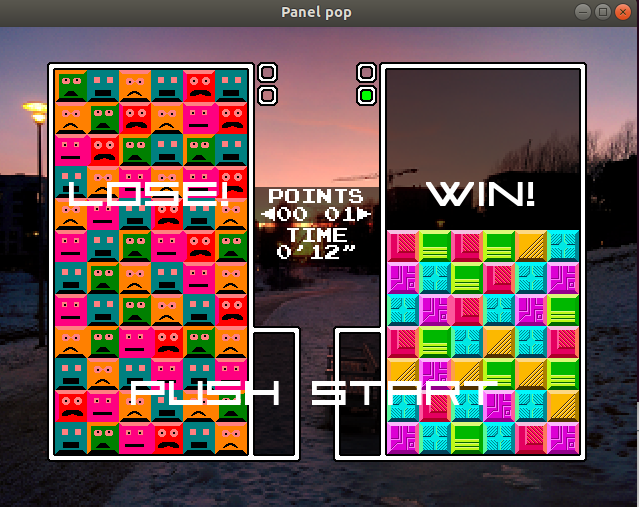 Panel pop
LOSE!
WIN!
POINTS
00 01
TIME
0'12"
PUSH START